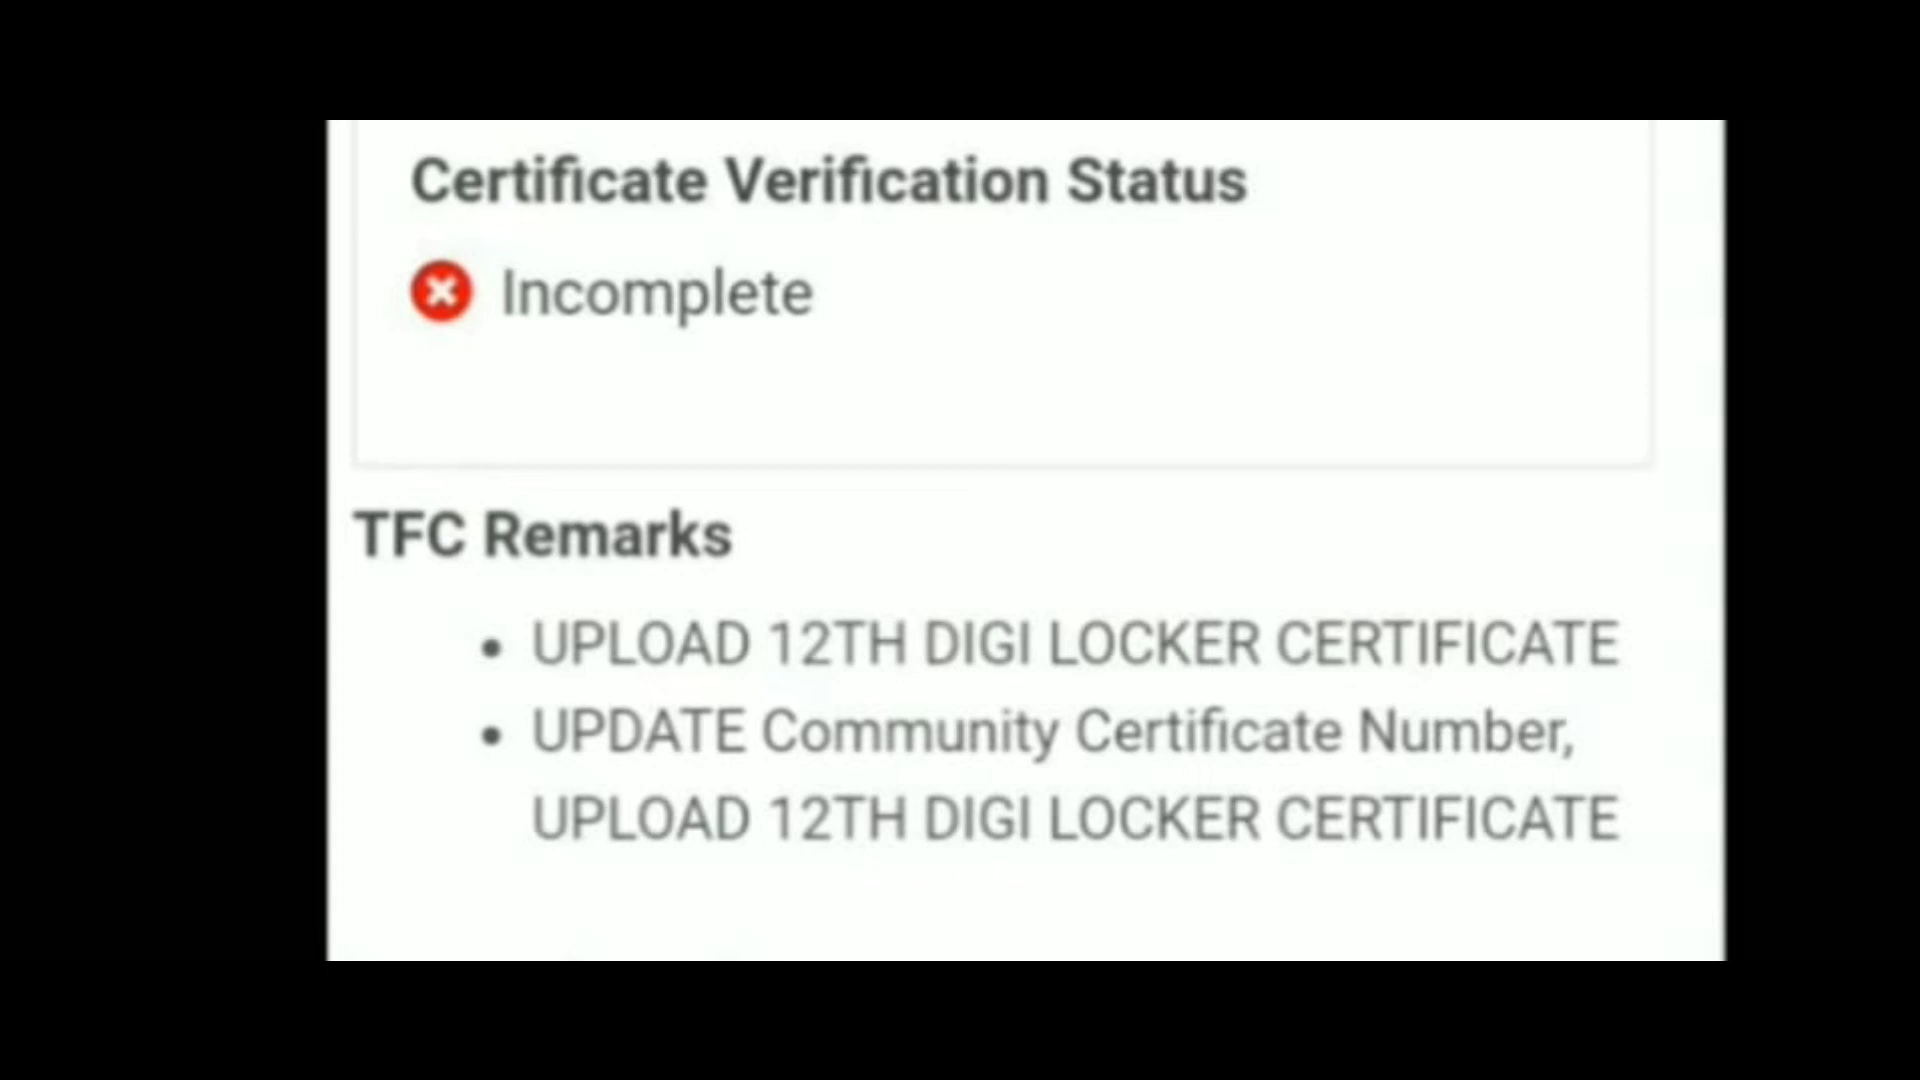 Certificate Verification Status
Incomplete
TFC Remarks
• UPLOAD 12TH DIGI LOCKER CERTIFICATE
• UPDATE Community Certificate Number,
UPLOAD 12TH DIGI LOCKER CERTIFICATE